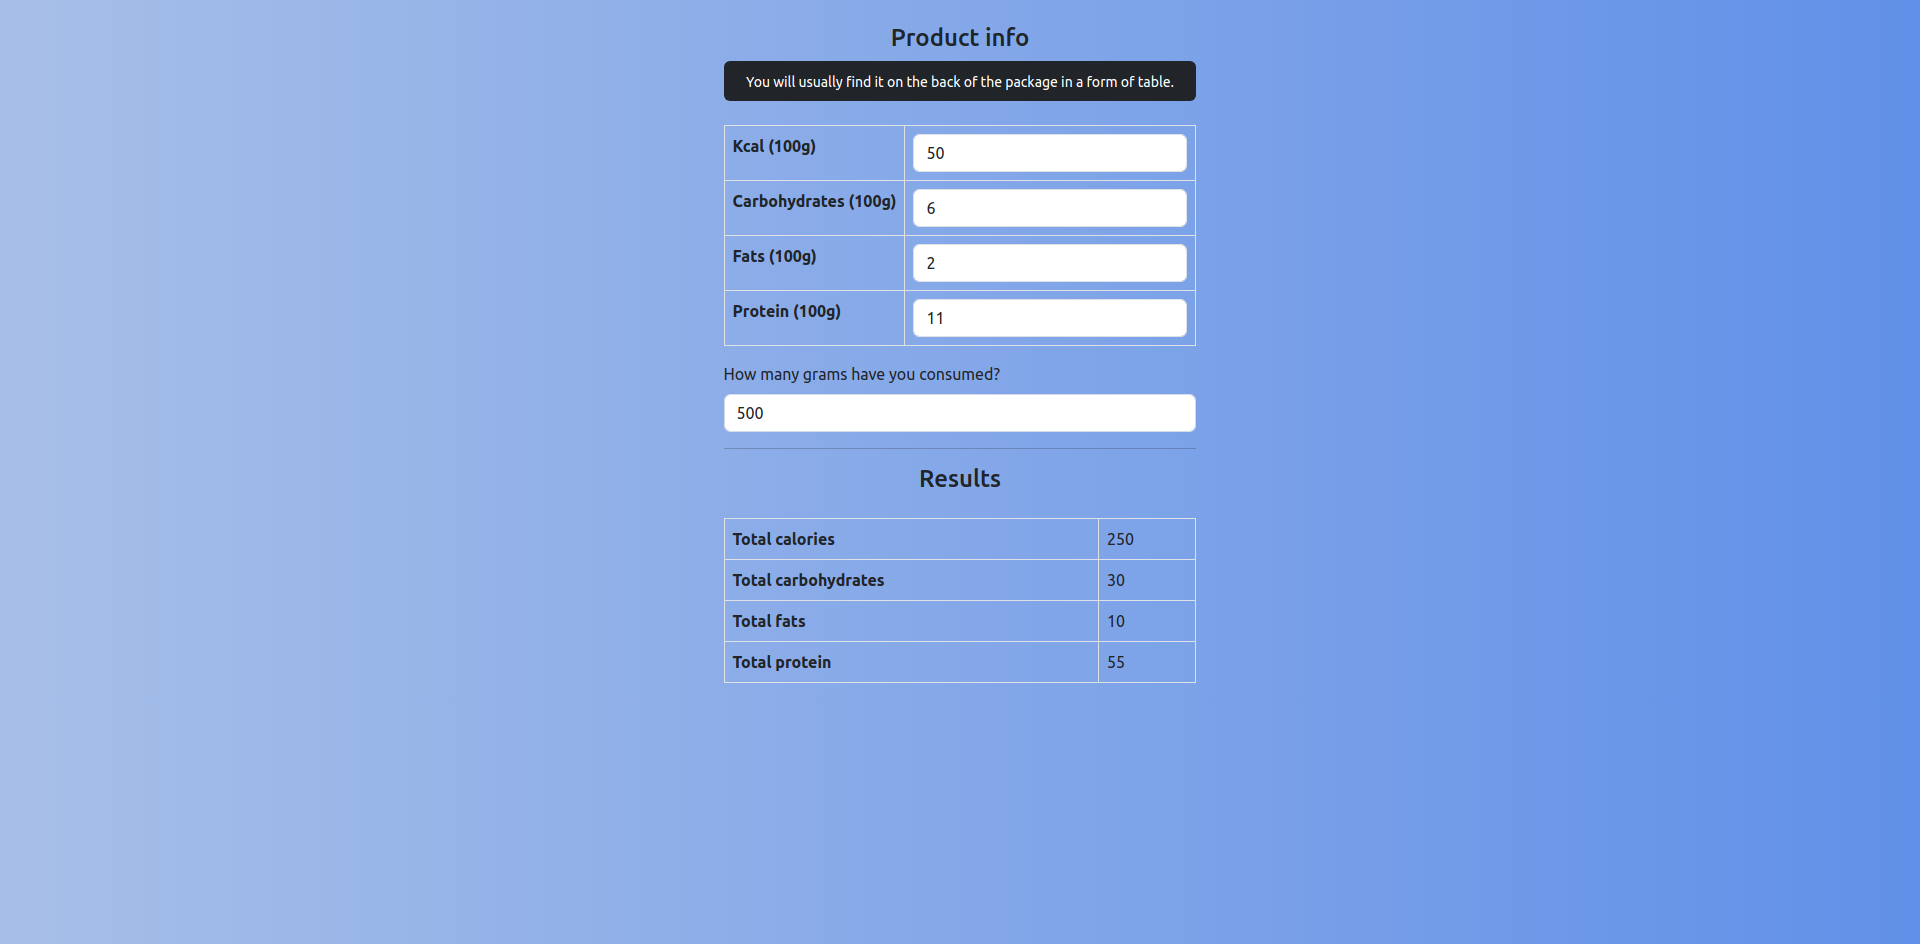 Product info
You will usually find it on the back of the package in a form of table.
Kcal (100g) 50
Carbohydrates (100g) 6
Fats (100g) 2
Protein (100g) 11
How many grams have you consumed?
500
Results
Total calories 250
Total carbohydrates 30
Total fats 10
Total protein 55